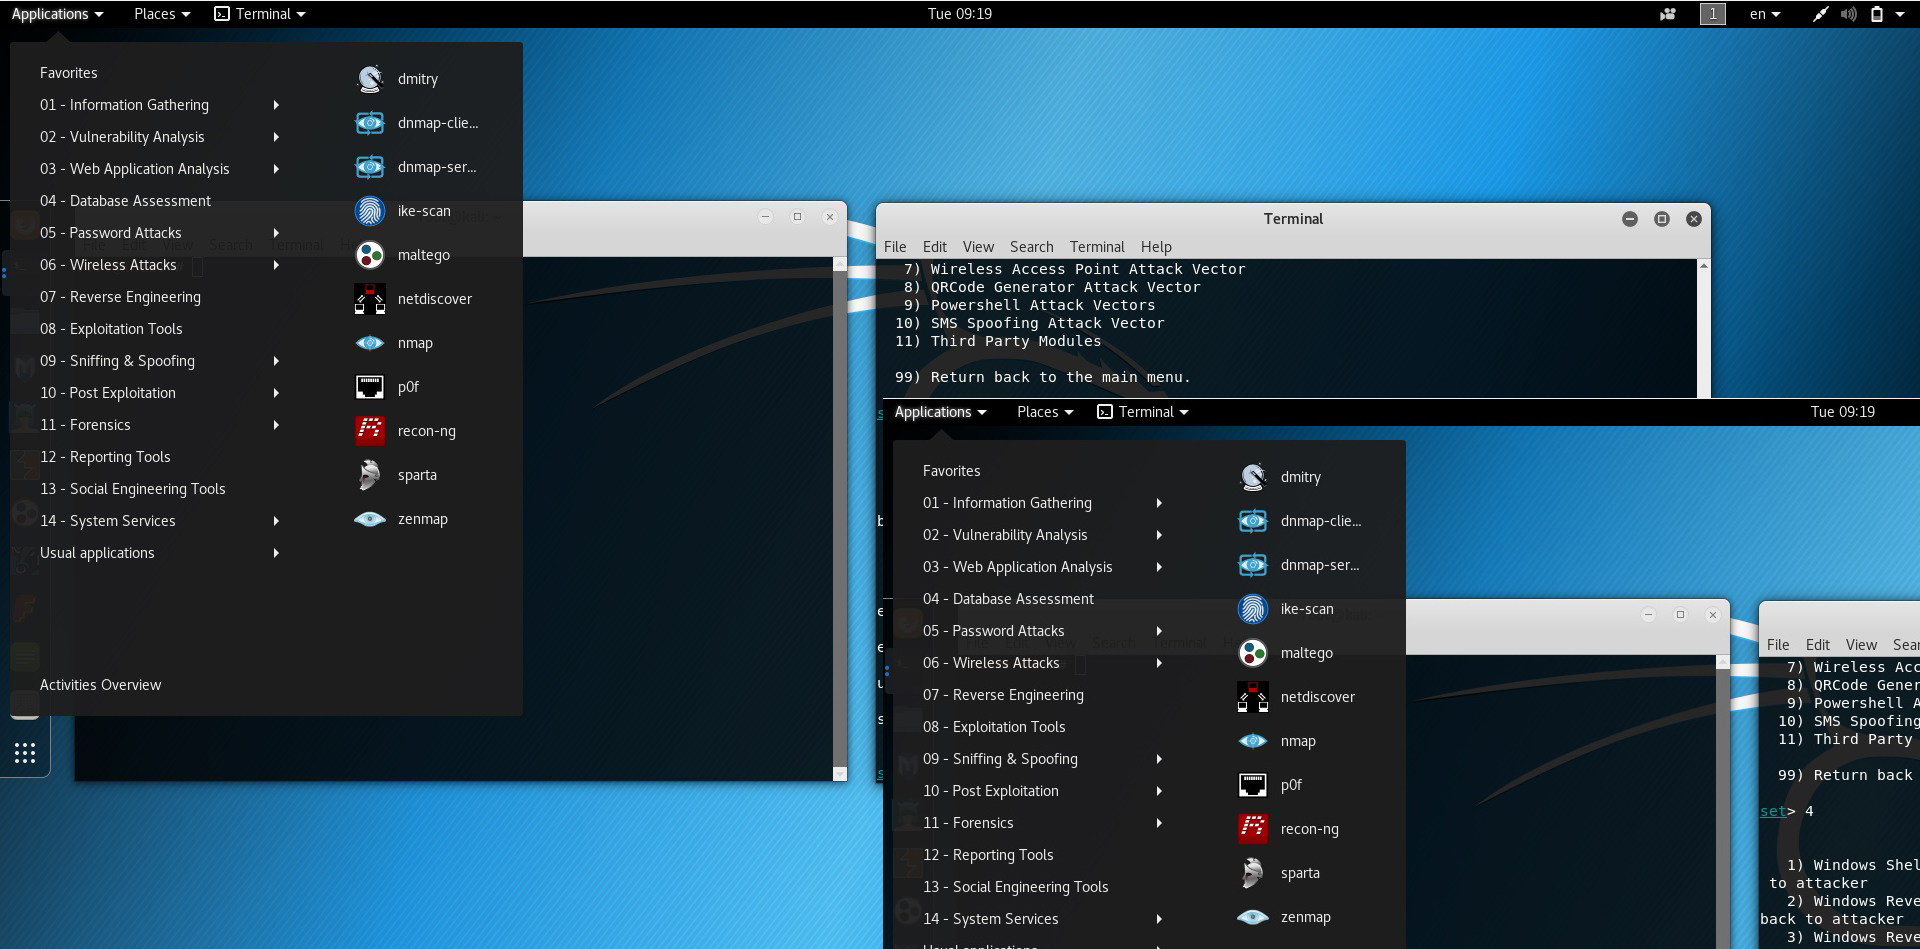 Applications Places Terminal Tue 09:19 1 en
Favorites
01 - Information Gathering
02 - Vulnerability Analysis
03 - Web Application Analysis
04 - Database Assessment
05 - Password Attacks
06 - Wireless Attacks
07 - Reverse Engineering
08 - Exploitation Tools
09 - Sniffing & Spoofing
10 - Post Exploitation
11 - Forensics
12 - Reporting Tools
13 - Social Engineering Tools
14 - System Services
Usual applications
Activities Overview
dmitry
dnmap-clie...
dnmap-ser...
ike-scan
maltego
netdiscover
nmap
p0f
recon-ng
sparta
zenmap
View Search Terminal
Terminal
File Edit View Search Terminal Help
7) Wireless Access Point Attack Vector
8) QRCode Generator Attack Vector
9) Powershell Attack Vectors
10) SMS Spoofing Attack Vector
11) Third Party Modules
99) Return back to the main menu.
Applications Places Terminal Tue 09:19
Favorites
01 - Information Gathering
02 - Vulnerability Analysis
03 - Web Application Analysis
04 - Database Assessment
05 - Password Attacks
06 - Wireless Attacks
07 - Reverse Engineering
08 - Exploitation Tools
09 - Sniffing & Spoofing
10 - Post Exploitation
11 - Forensics
12 - Reporting Tools
13 - Social Engineering Tools
14 - System Services
Usual applications
dmitry
dnmap-clie...
dnmap-ser...
ike-scan
maltego
netdiscover
nmap
p0f
recon-ng
sparta
zenmap
View Search Terminal
File Edit View Sear
7) Wireless Acc
8) QRCode Gener
9) Powershell A
10) SMS Spoofing
11) Third Party
99) Return back
set> 4
1) Windows Shel
to attacker
2) Windows Reve
back to attacker
3) Windows Reve